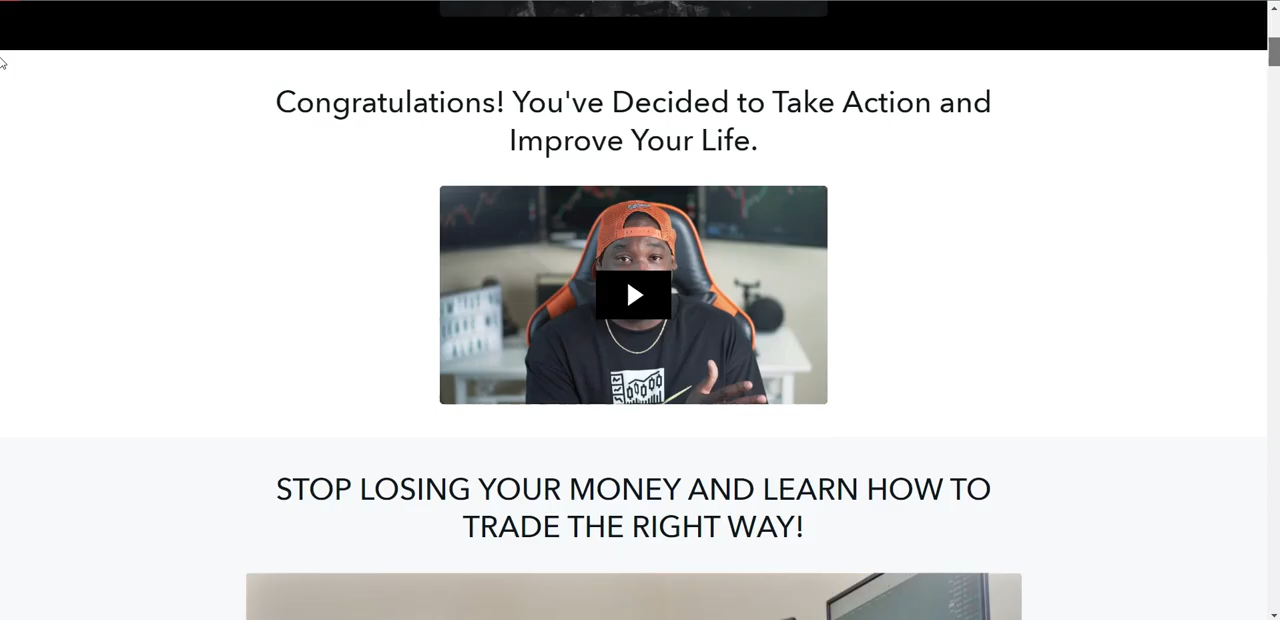 Congratulations! You've Decided to Take Action and
Improve Your Life.
STOP LOSING YOUR MONEY AND LEARN HOW TO
TRADE THE RIGHT WAY!